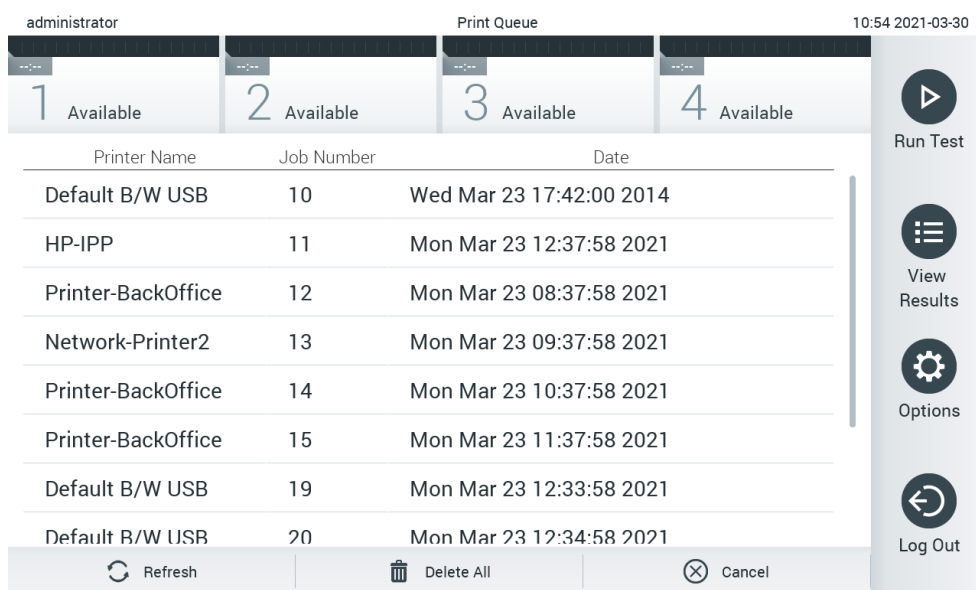 administrator Print Queue 10:54 2021-03-30
--:-- --:-- --:-- --:--
1 Available 2 Available 3 Available 4 Available
Run Test
Printer Name Job Number Date
Default B/W USB 10 Wed Mar 23 17:42:00 2014
HP-IPP 11 Mon Mar 23 12:37:58 2021
Printer-BackOffice 12 Mon Mar 23 08:37:58 2021
Network-Printer2 13 Mon Mar 23 09:37:58 2021
Printer-BackOffice 14 Mon Mar 23 10:37:58 2021
Printer-BackOffice 15 Mon Mar 23 11:37:58 2021
Default B/W USB 19 Mon Mar 23 12:33:58 2021
Default B/W USB 20 Mon Mar 23 12:34:58 2021
View
Results
Options
Log Out
Refresh Delete All Cancel